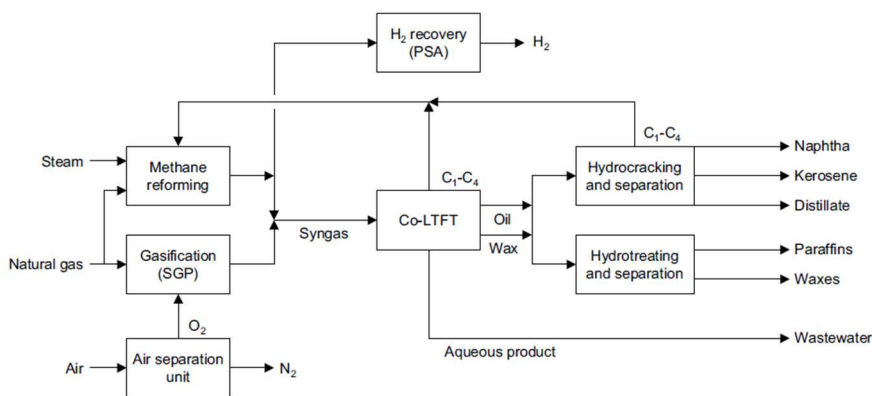 H₂ recovery
(PSA)
H₂
C₁-C₄
Naphtha
Steam
Methane
reforming
Hydrocracking
and separation
Kerosene
C₁-C₄
Distillate
Syngas
Co-LTFT
Oil
Wax
Natural gas
Gasification
(SGP)
Hydrotreating
and separation
Paraffins
Waxes
O₂
Aqueous product
Wastewater
Air
Air separation
unit
N₂